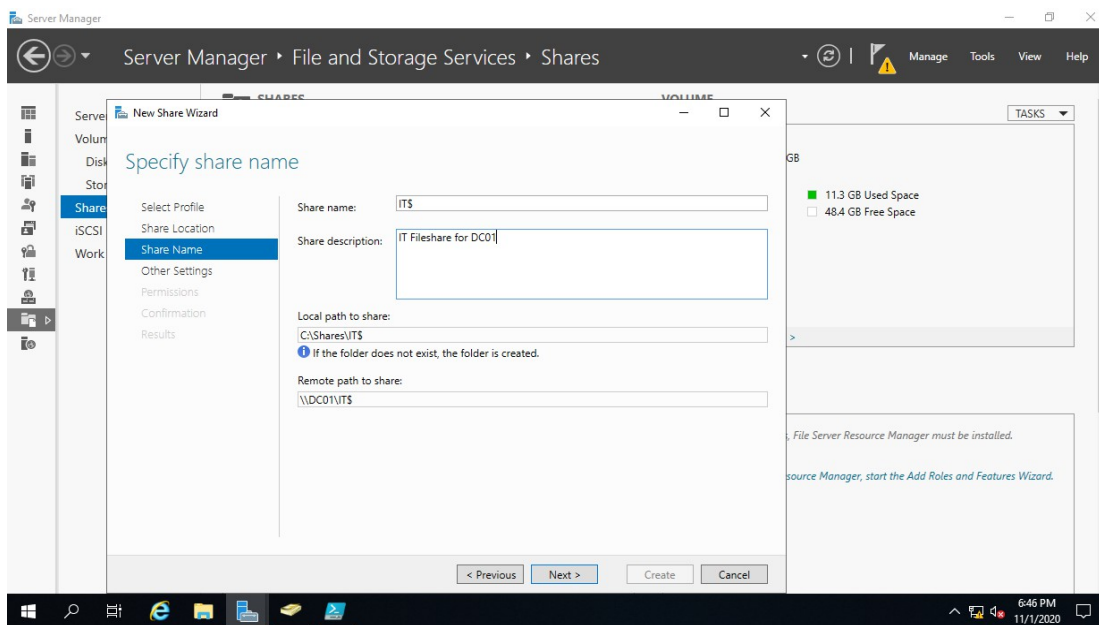 Server Manager
Server Manager • File and Storage Services • Shares
Manage
Tools
View
Help
SHARES
VOLUME
TASKS
New Share Wizard
Specify share name
Select Profile
Share Location
Share Name
Other Settings
Permissions
Confirmation
Results
Share name:
IT$
Share description:
IT Fileshare for DC01
Local path to share:
C:\Shares\IT$
If the folder does not exist, the folder is created.
Remote path to share:
\\DC01\IT$
< Previous
Next >
Create
Cancel
Share
iSCSI
Work
GB
11.3 GB Used Space
48.4 GB Free Space
>
, File Server Resource Manager must be installed.
source Manager, start the Add Roles and Features Wizard.
6:46 PM
11/1/2020